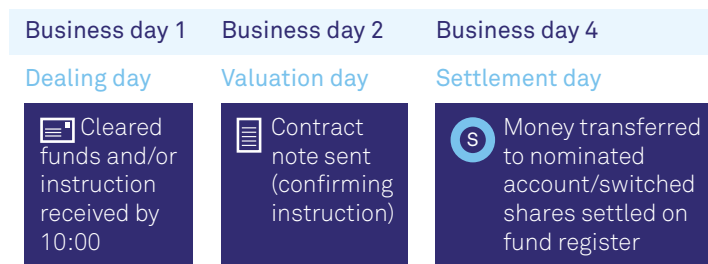 Business day 1
Business day 2
Business day 4
Dealing day
Valuation day
Settlement day
Cleared
funds and/or
instruction
received by
10:00
Contract
note sent
(confirming
instruction)
S
Money transferred
to nominated
account/switched
shares settled on
fund register